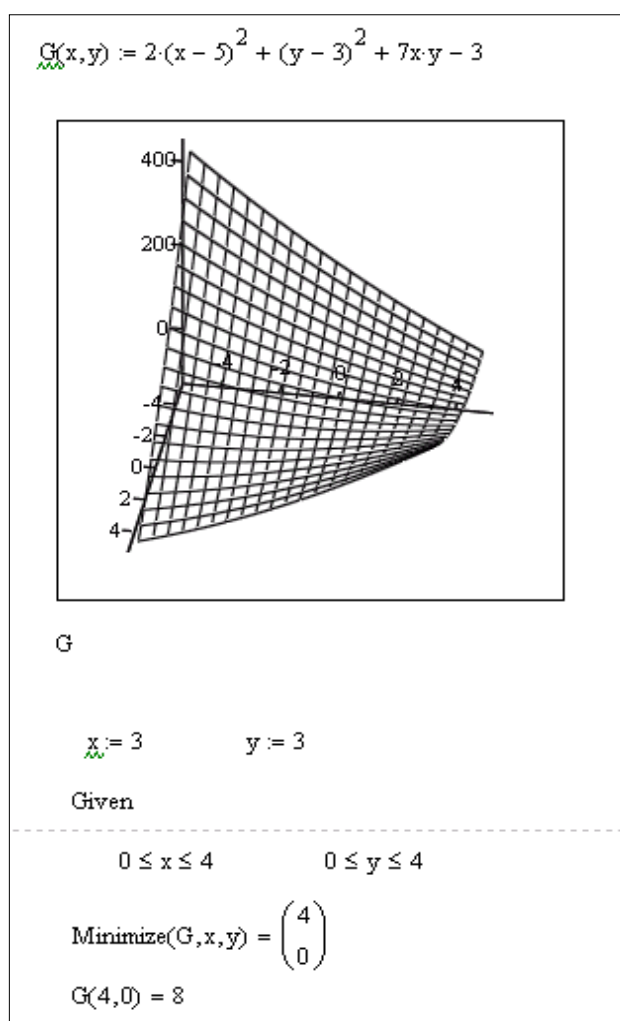 G(x,y) := 2·(x − 5)² + (y − 3)² + 7x·y − 3
400
200
0
-4 -2 0 2 4
-4
-2
0
2
4
G
x := 3 y := 3
Given
0 ≤ x ≤ 4 0 ≤ y ≤ 4
Minimize(G,x,y) = (4
0)
G(4,0) = 8